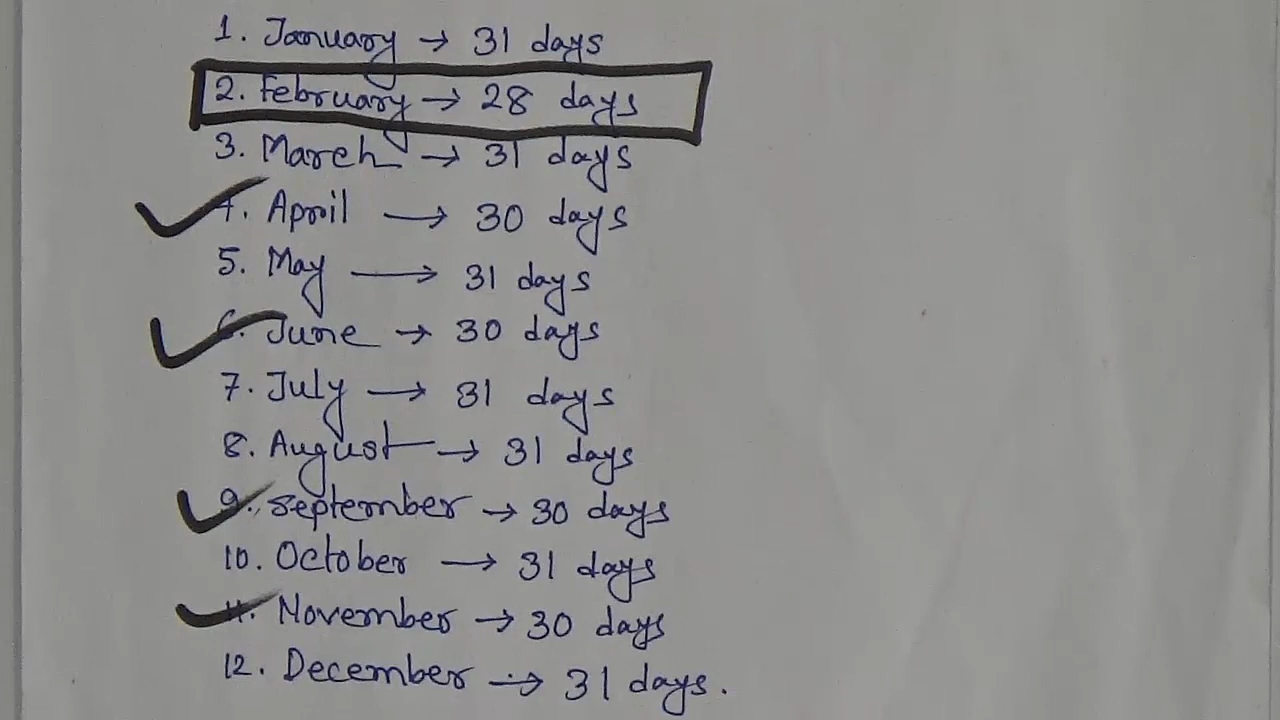 1. January → 31 days
2. February → 28 days
3. March → 31 days
4. April → 30 days
5. May → 31 days
6. June → 30 days
7. July → 31 days
8. August → 31 days
9. September → 30 days
10. October → 31 days
11. November → 30 days
12. December → 31 days.